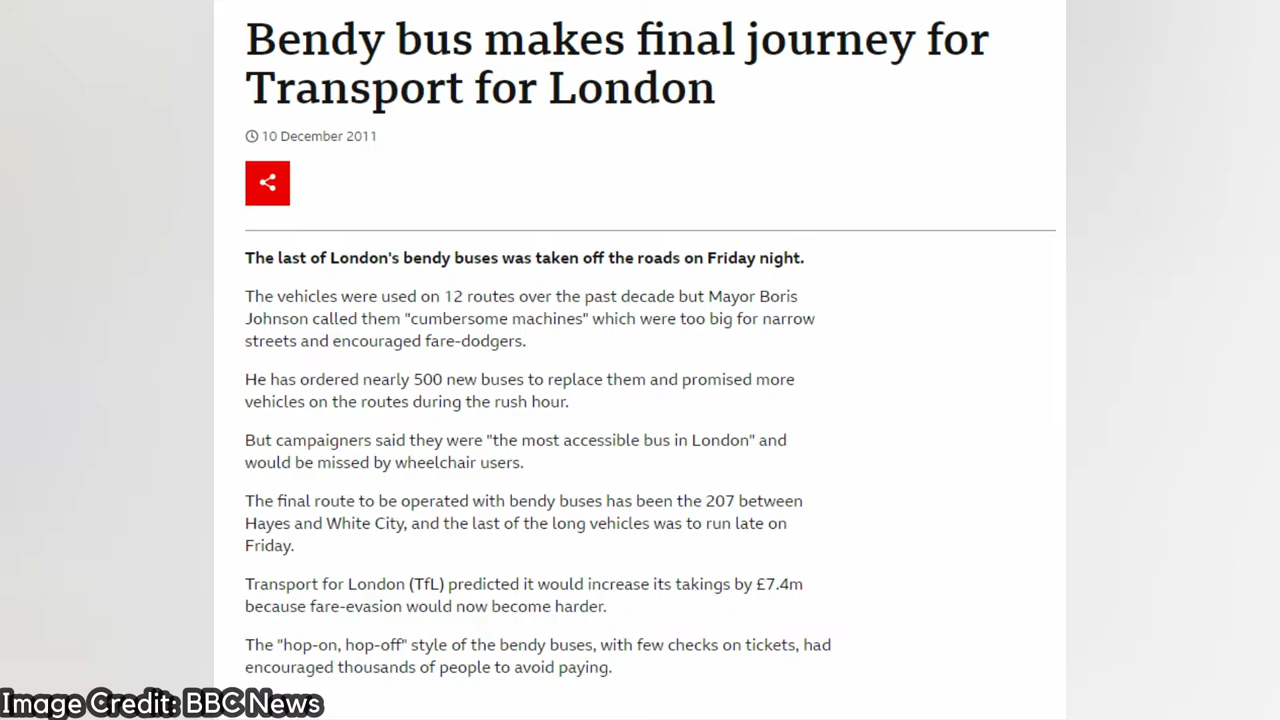 Bendy bus makes final journey for
Transport for London
10 December 2011
The last of London's bendy buses was taken off the roads on Friday night.
The vehicles were used on 12 routes over the past decade but Mayor Boris
Johnson called them "cumbersome machines" which were too big for narrow
streets and encouraged fare-dodgers.
He has ordered nearly 500 new buses to replace them and promised more
vehicles on the routes during the rush hour.
But campaigners said they were "the most accessible bus in London" and
would be missed by wheelchair users.
The final route to be operated with bendy buses has been the 207 between
Hayes and White City, and the last of the long vehicles was to run late on
Friday.
Transport for London (TfL) predicted it would increase its takings by £7.4m
because fare-evasion would now become harder.
The "hop-on, hop-off" style of the bendy buses, with few checks on tickets, had
encouraged thousands of people to avoid paying.
Image Credit: BBC News